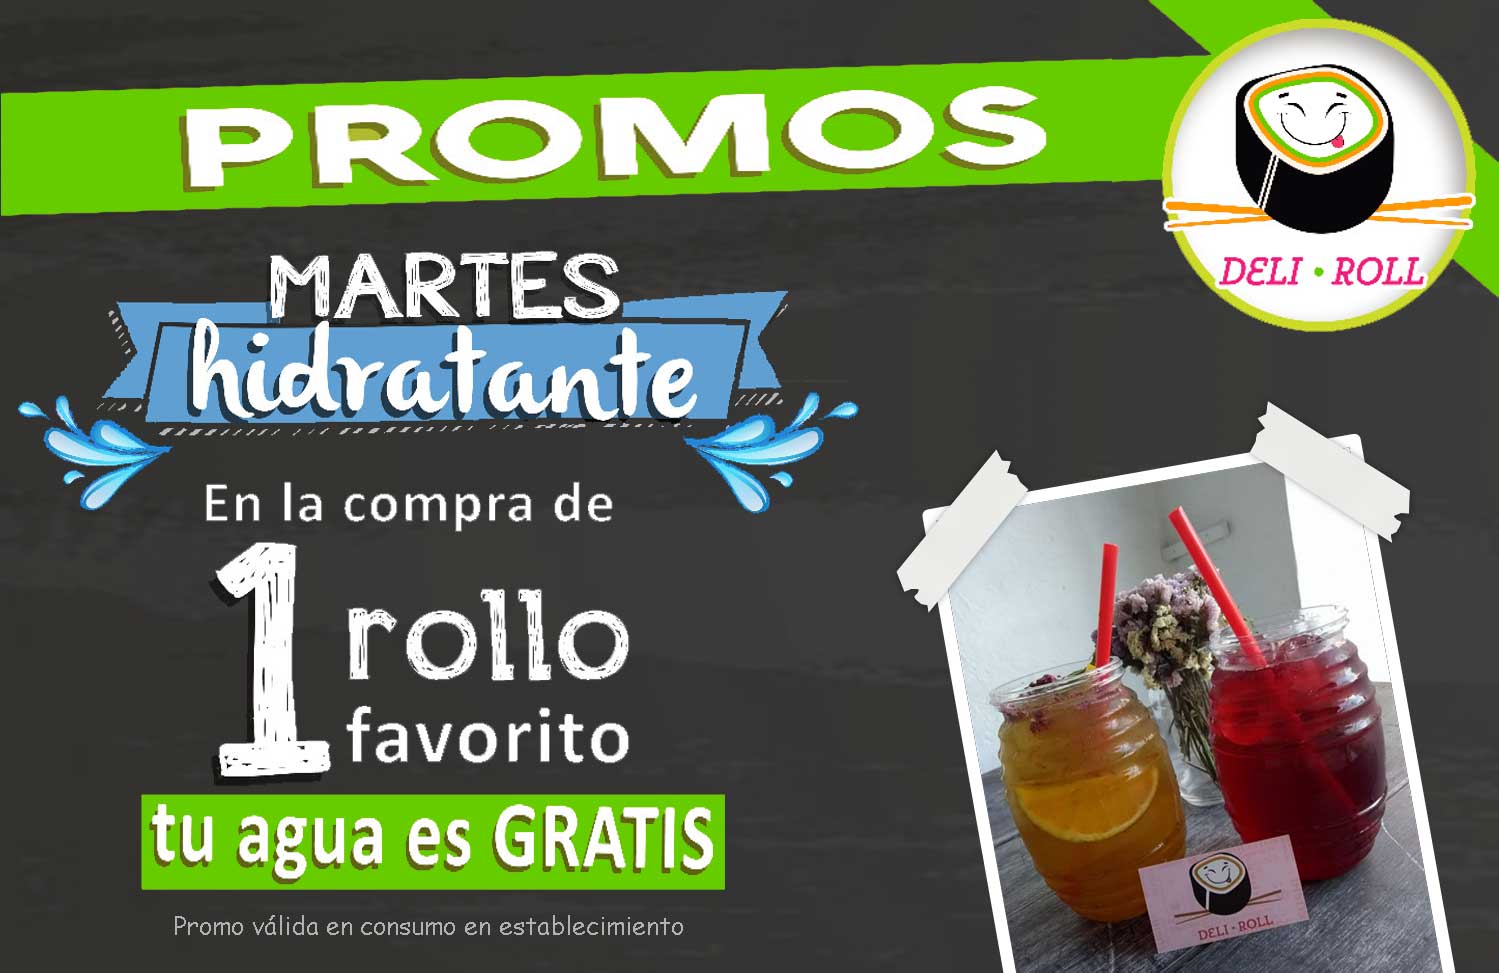 PROMOS
DELI · ROLL
MARTES
hidratante
En la compra de
1 rollo
favorito
tu agua es GRATIS
Promo válida en consumo en establecimiento
DELI · ROLL